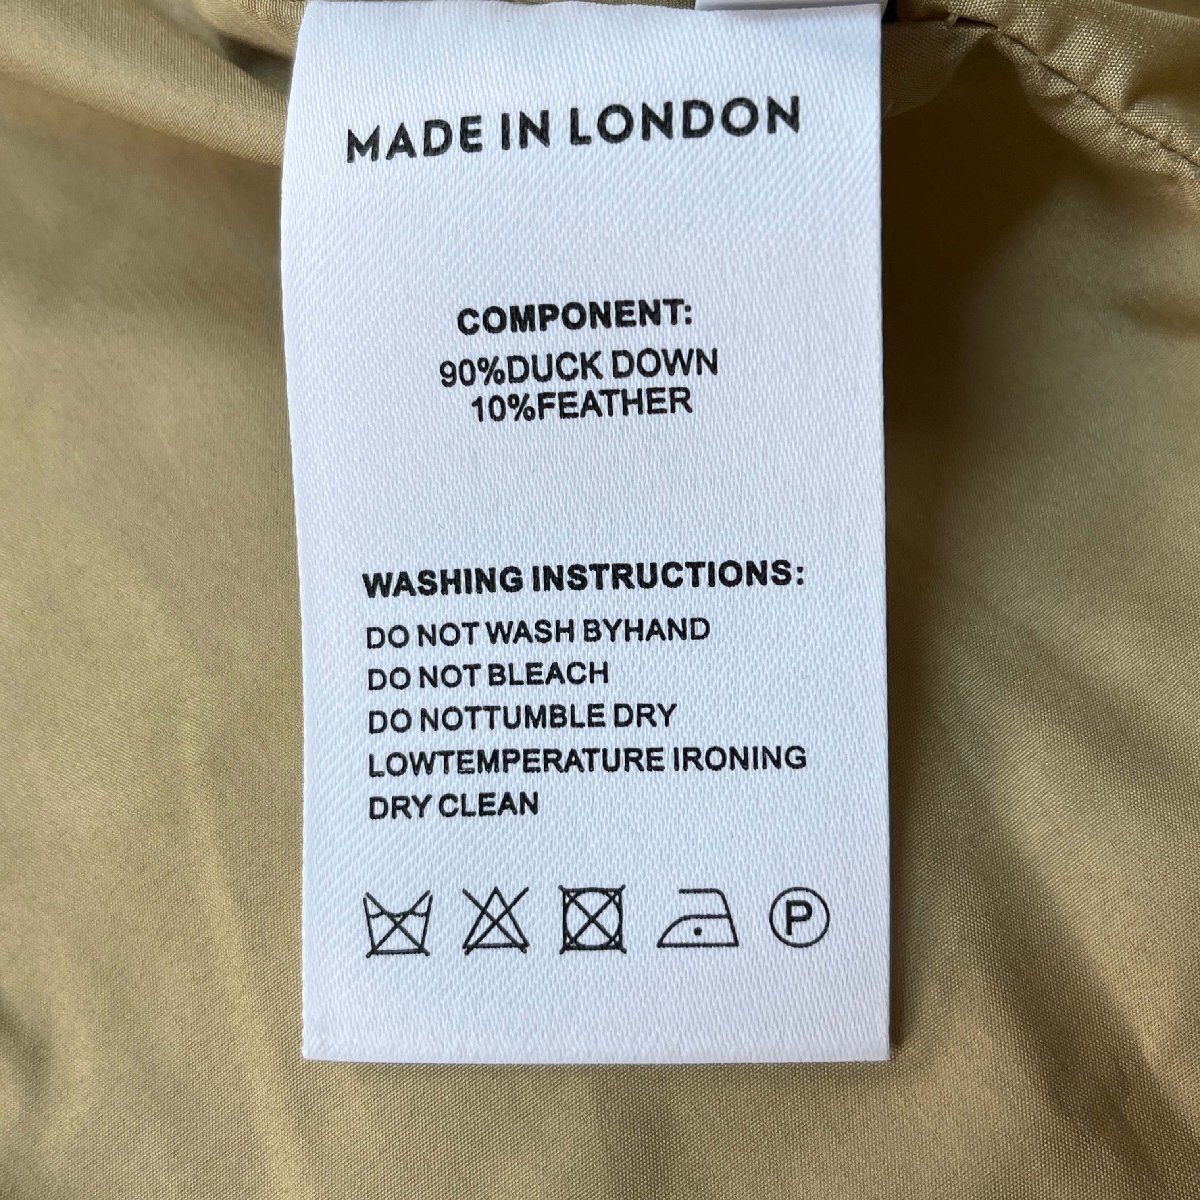 MADE IN LONDON
COMPONENT:
90%DUCK DOWN
10%FEATHER
WASHING INSTRUCTIONS:
DO NOT WASH BYHAND
DO NOT BLEACH
DO NOTTUMBLE DRY
LOWTEMPERATURE IRONING
DRY CLEAN
P